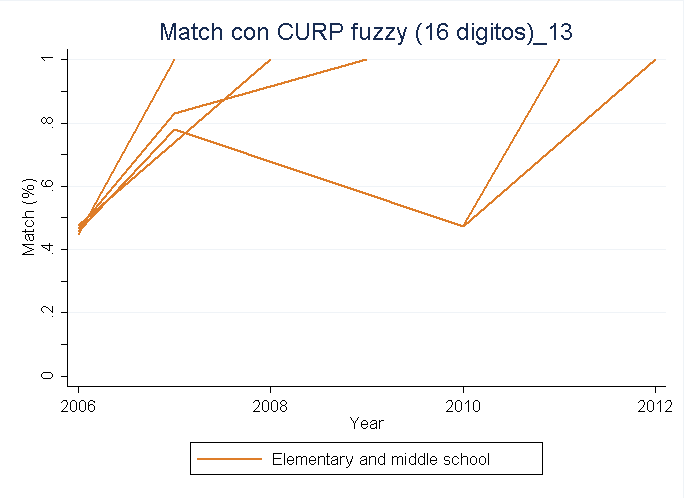 Match con CURP fuzzy (16 digitos)_13
Match (%)
1
.8
.6
.4
.2
0
2006 2008 2010 2012
Year
Elementary and middle school